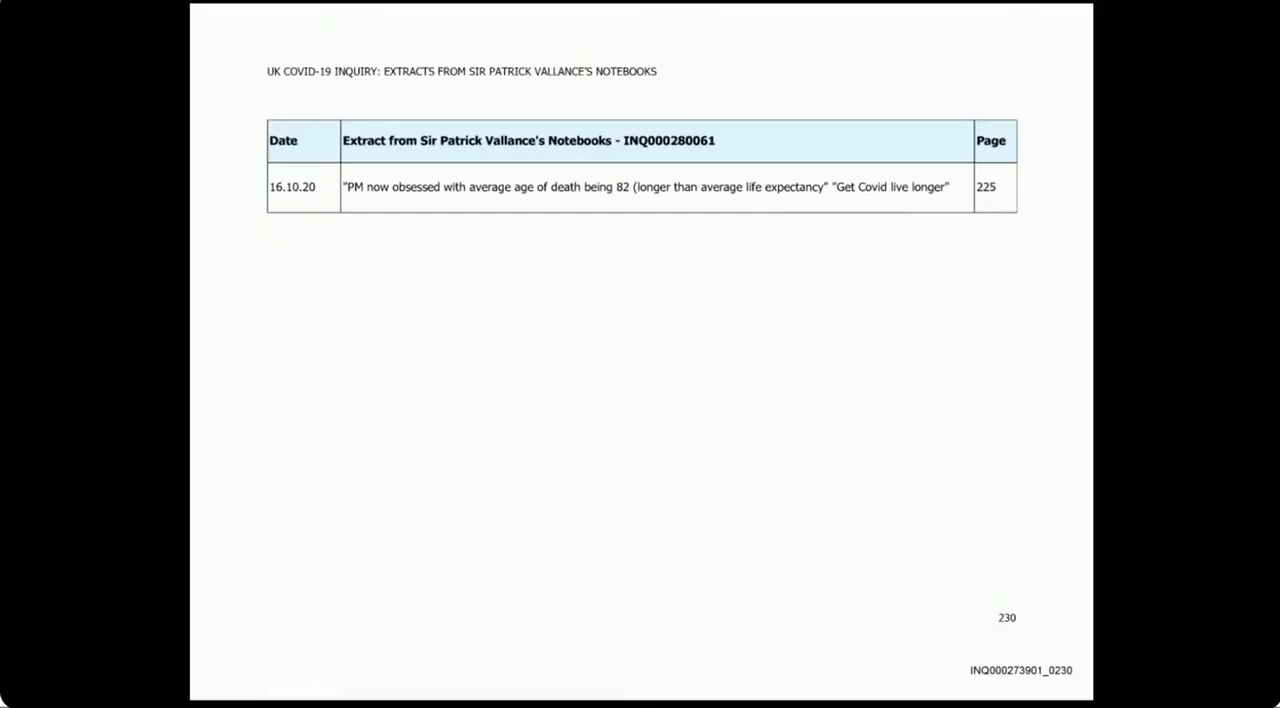 UK COVID-19 INQUIRY: EXTRACTS FROM SIR PATRICK VALLANCE'S NOTEBOOKS
Date Extract from Sir Patrick Vallance's Notebooks - INQ000280061 Page
16.10.20 "PM now obsessed with average age of death being 82 (longer than average life expectancy" "Get Covid live longer" 225
230
INQ000273901_0230